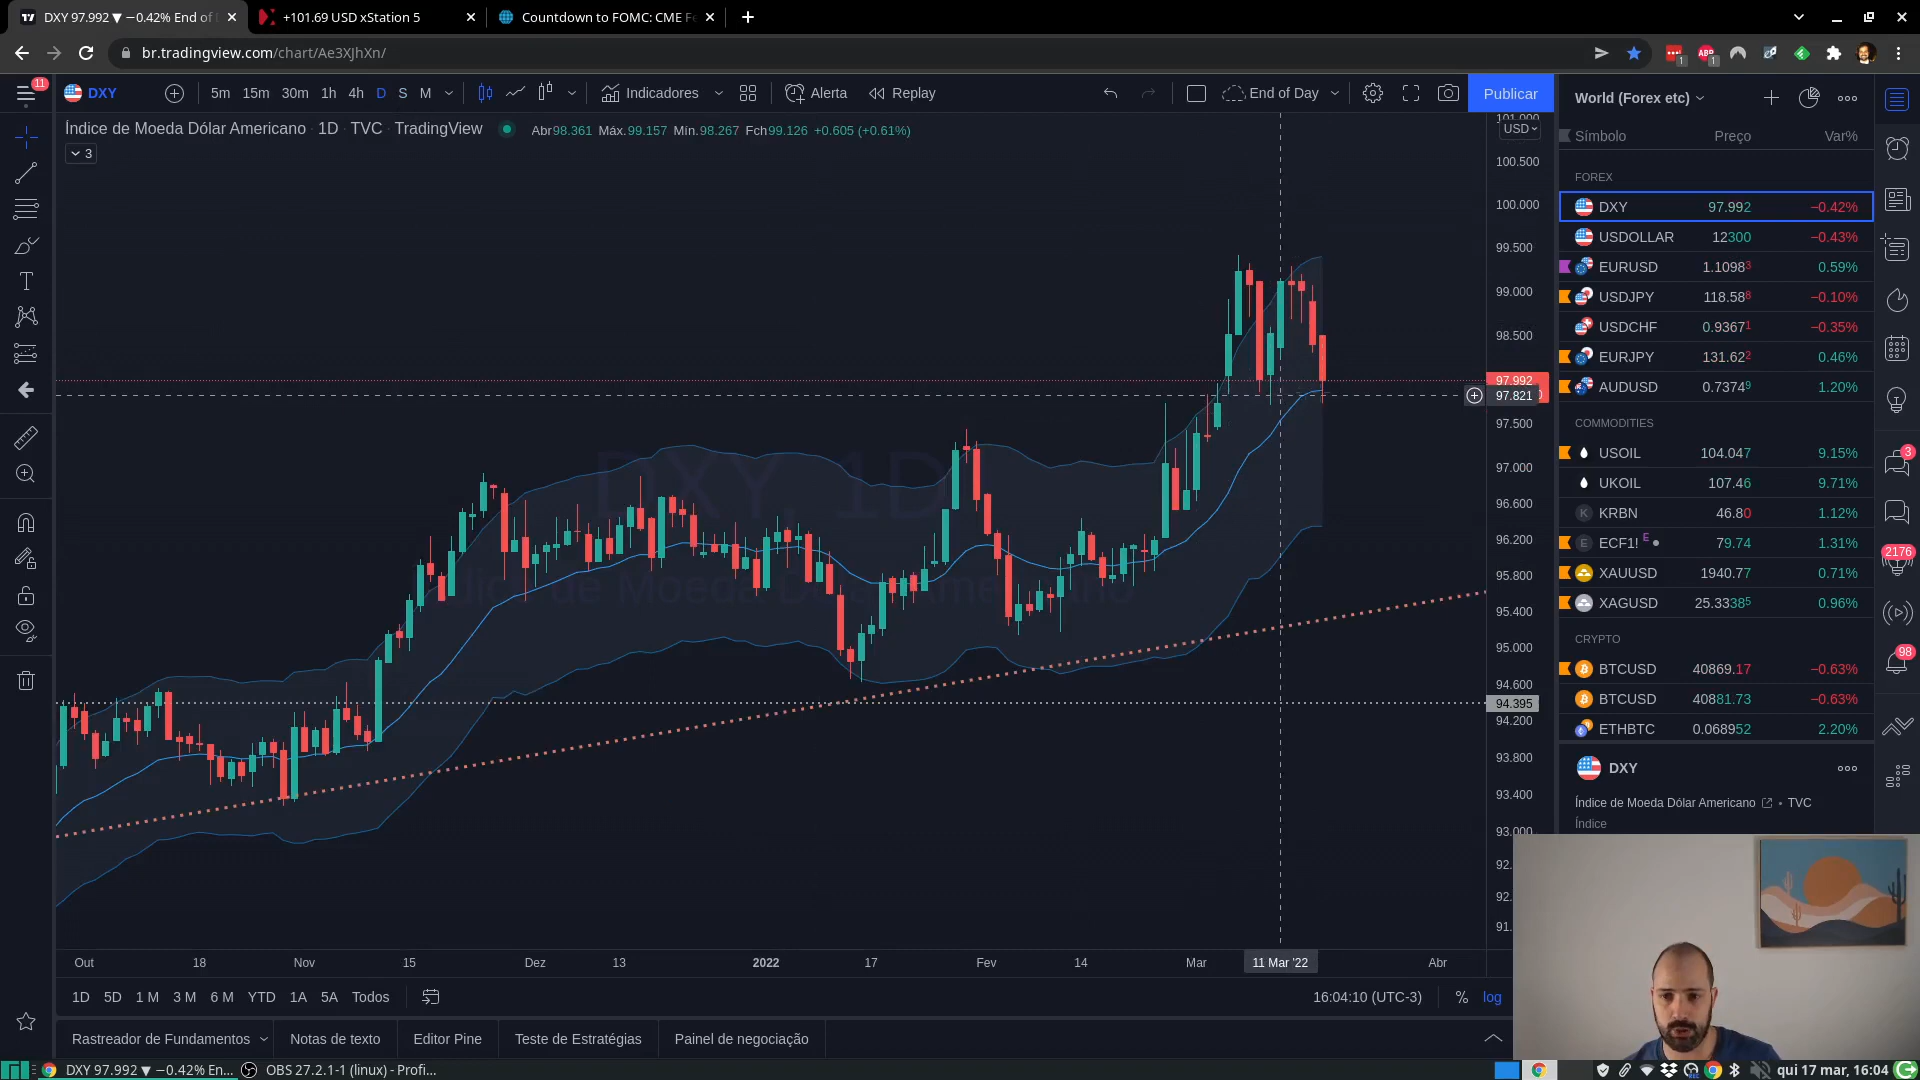 DXY 97.992 ▼ −0.42% End of
+101.69 USD xStation 5
Countdown to FOMC: CME Fe
br.tradingview.com/chart/Ae3XJhXn/
11
DXY
5m 15m 30m 1h 4h D S M
Indicadores
Alerta
Replay
End of Day
Publicar
World (Forex etc)
Índice de Moeda Dólar Americano · 1D · TVC · TradingView
Abr98.361 Máx.99.157 Mín.98.267 Fch99.126 +0.605 (+0.61%)
3
USD
Símbolo Preço Var%
FOREX
DXY 97.992 −0.42%
USDOLLAR 12300 −0.43%
EURUSD 1.10983 0.59%
USDJPY 118.588 −0.10%
USDCHF 0.93671 −0.35%
EURJPY 131.622 0.46%
AUDUSD 0.73749 1.20%
COMMODITIES
USOIL 104.047 9.15%
UKOIL 107.46 9.71%
KRBN 46.80 1.12%
ECF1! E 79.74 1.31%
XAUUSD 1940.77 0.71%
XAGUSD 25.33385 0.96%
CRYPTO
BTCUSD 40869.17 −0.63%
BTCUSD 40881.73 −0.63%
ETHBTC 0.068952 2.20%
DXY
Índice de Moeda Dólar Americano • TVC
Índice
101.000
100.500
100.000
99.500
99.000
98.500
97.992
97.821
97.500
97.000
96.600
96.200
95.800
95.400
95.000
94.600
94.395
94.200
93.800
93.400
93.000
92.
92.
91.
DXY, 1D
Out 18 Nov 15 Dez 13 2022 17 Fev 14 Mar 11 Mar '22 Abr
1D 5D 1 M 3 M 6 M YTD 1A 5A Todos
16:04:10 (UTC-3) % log
Rastreador de Fundamentos
Notas de texto
Editor Pine
Teste de Estratégias
Painel de negociação
3
2176
98
DXY 97.992 ▼ −0.42% En...
OBS 27.2.1-1 (linux) - Profi...
qui 17 mar, 16:04